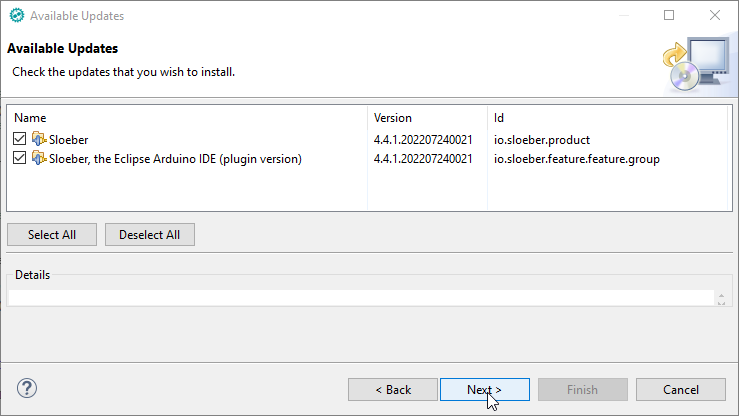 Available Updates
Available Updates
Check the updates that you wish to install.
Name Version Id
Sloeber 4.4.1.202207240021 io.sloeber.product
Sloeber, the Eclipse Arduino IDE (plugin version) 4.4.1.202207240021 io.sloeber.feature.feature.group
Select All Deselect All
Details
? < Back Next > Finish Cancel